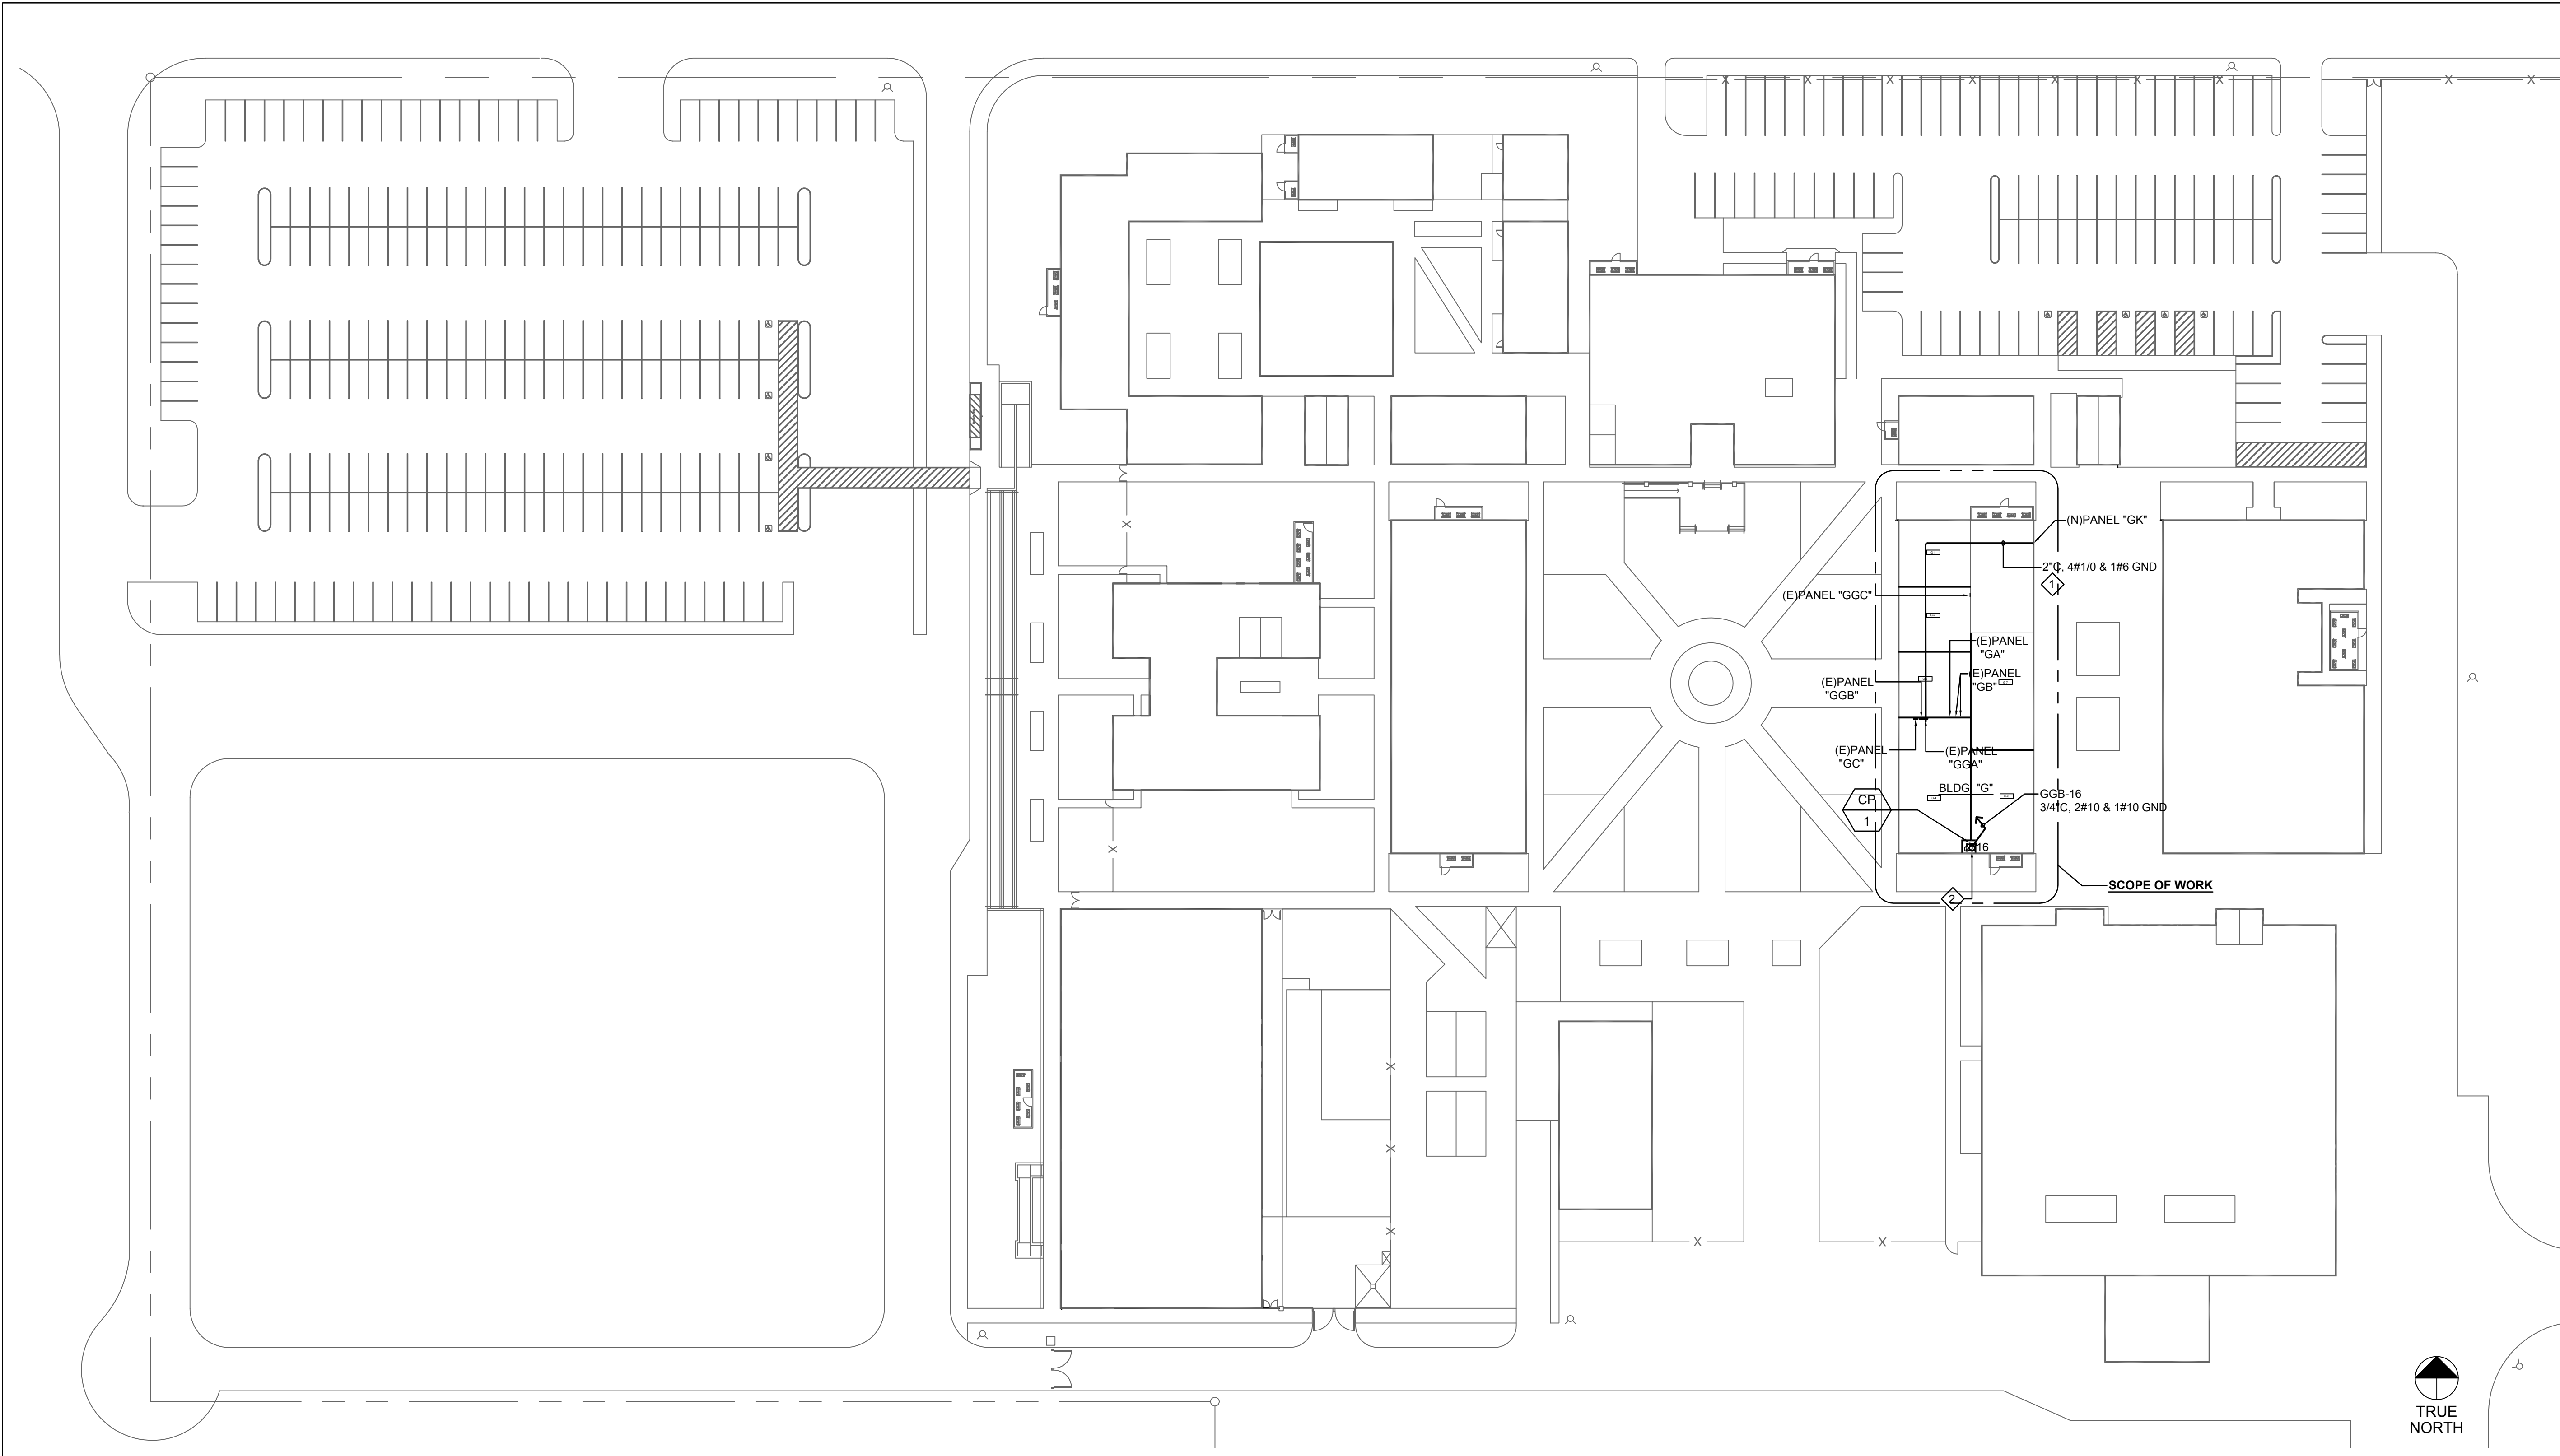 (N)PANEL "GK"
2"C, 4#1/0 & 1#6 GND
1
(E)PANEL "GGC"
(E)PANEL
"GA"
(E)PANEL
"GB"
(E)PANEL
"GGB"
(E)PANEL
"GC"
(E)PANEL
"GGA"
BLDG. "G"
CP
1
GGB-16
3/4"C, 2#10 & 1#10 GND
2
SCOPE OF WORK
TRUE
NORTH